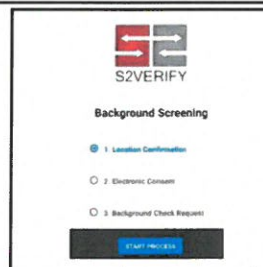 S2VERIFY
Background Screening
1. Location Confirmation
2. Electronic Consent
3. Background Check Request
START PROCESS